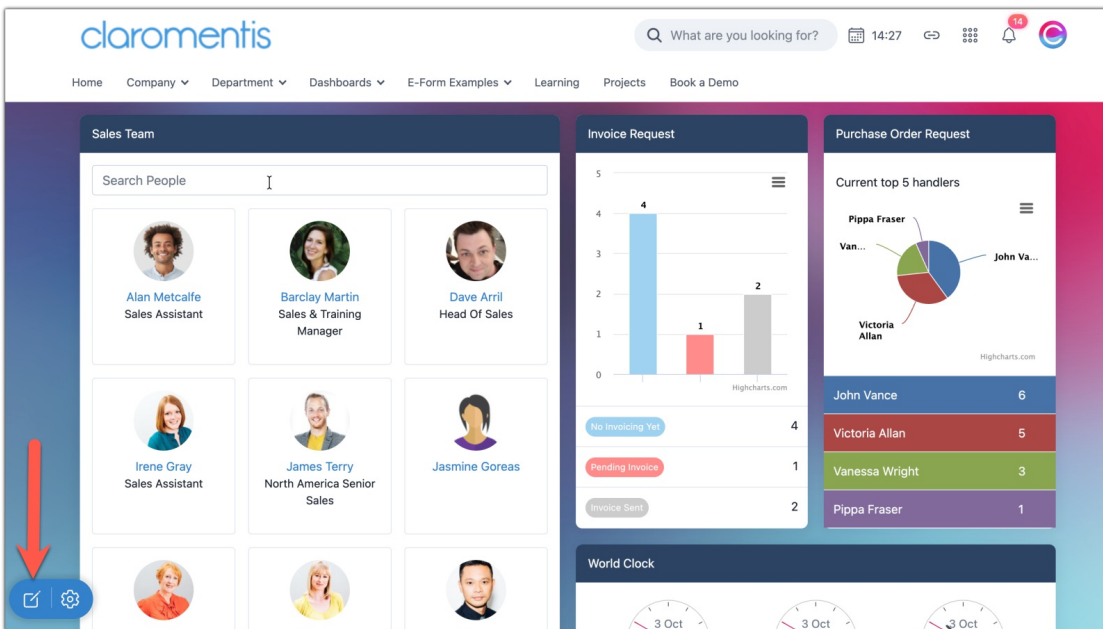 claromentis
What are you looking for?
14:27
14
Home Company Department Dashboards E-Form Examples Learning Projects Book a Demo
Sales Team
Search People
Alan Metcalfe
Sales Assistant
Barclay Martin
Sales & Training
Manager
Dave Arril
Head Of Sales
Irene Gray
Sales Assistant
James Terry
North America Senior
Sales
Jasmine Goreas
Invoice Request
5
4
3
2
1
0
4
1
2
Highcharts.com
No Invoicing Yet 4
Pending Invoice 1
Invoice Sent 2
Purchase Order Request
Current top 5 handlers
Pippa Fraser
Van...
John Va...
Victoria
Allan
Highcharts.com
John Vance 6
Victoria Allan 5
Vanessa Wright 3
Pippa Fraser 1
World Clock
3 Oct
3 Oct
3 Oct